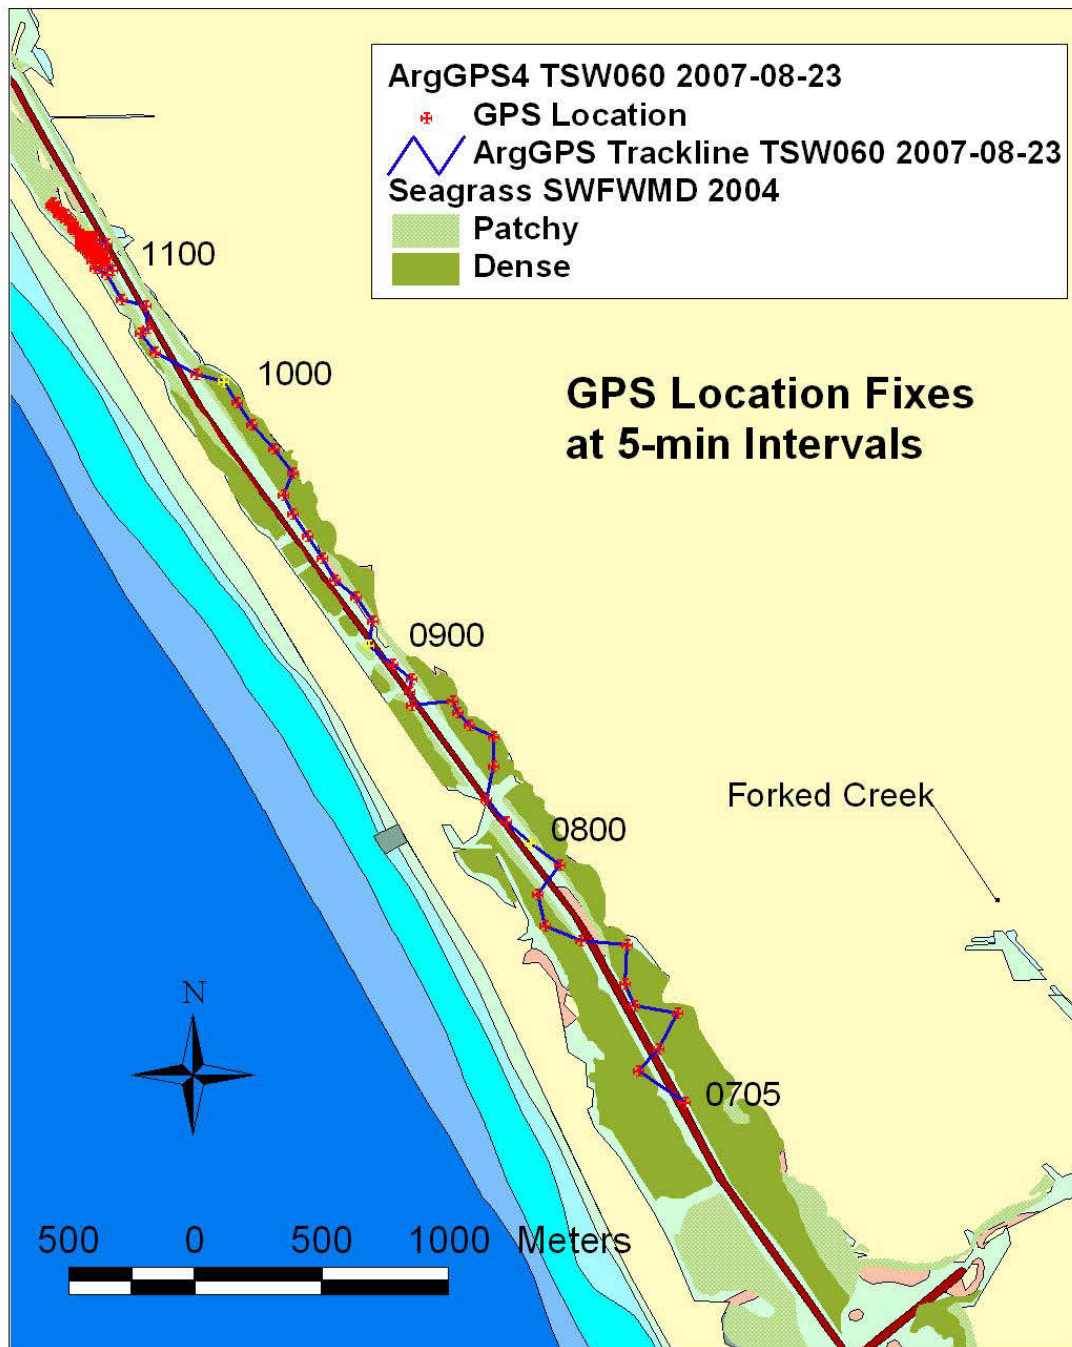 ArgGPS4 TSW060 2007-08-23
GPS Location
ArgGPS Trackline TSW060 2007-08-23
Seagrass SWFWMD 2004
Patchy
Dense
1100
1000
GPS Location Fixes
at 5-min Intervals
0900
Forked Creek
0800
N
0705
500 0 500 1000 Meters